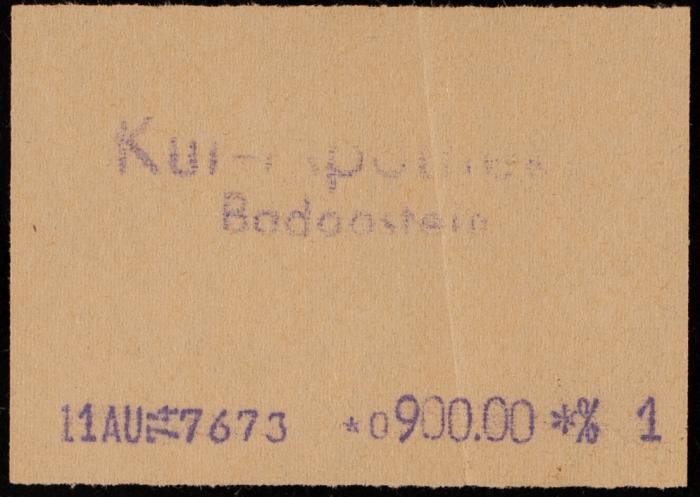 Kur-Apotheke
Badgastein
11AU 7673 *0900.00 *% 1